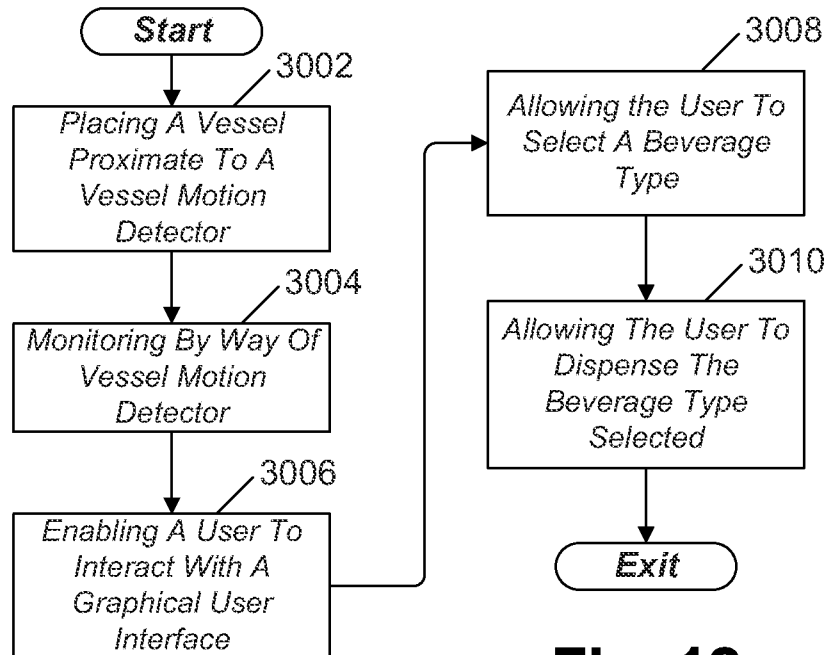 Start
3002
Placing A Vessel
Proximate To A
Vessel Motion
Detector
3004
Monitoring By Way Of
Vessel Motion
Detector
3006
Enabling A User To
Interact With A
Graphical User
Interface
3008
Allowing the User To
Select A Beverage
Type
3010
Allowing The User To
Dispense The
Beverage Type
Selected
Exit